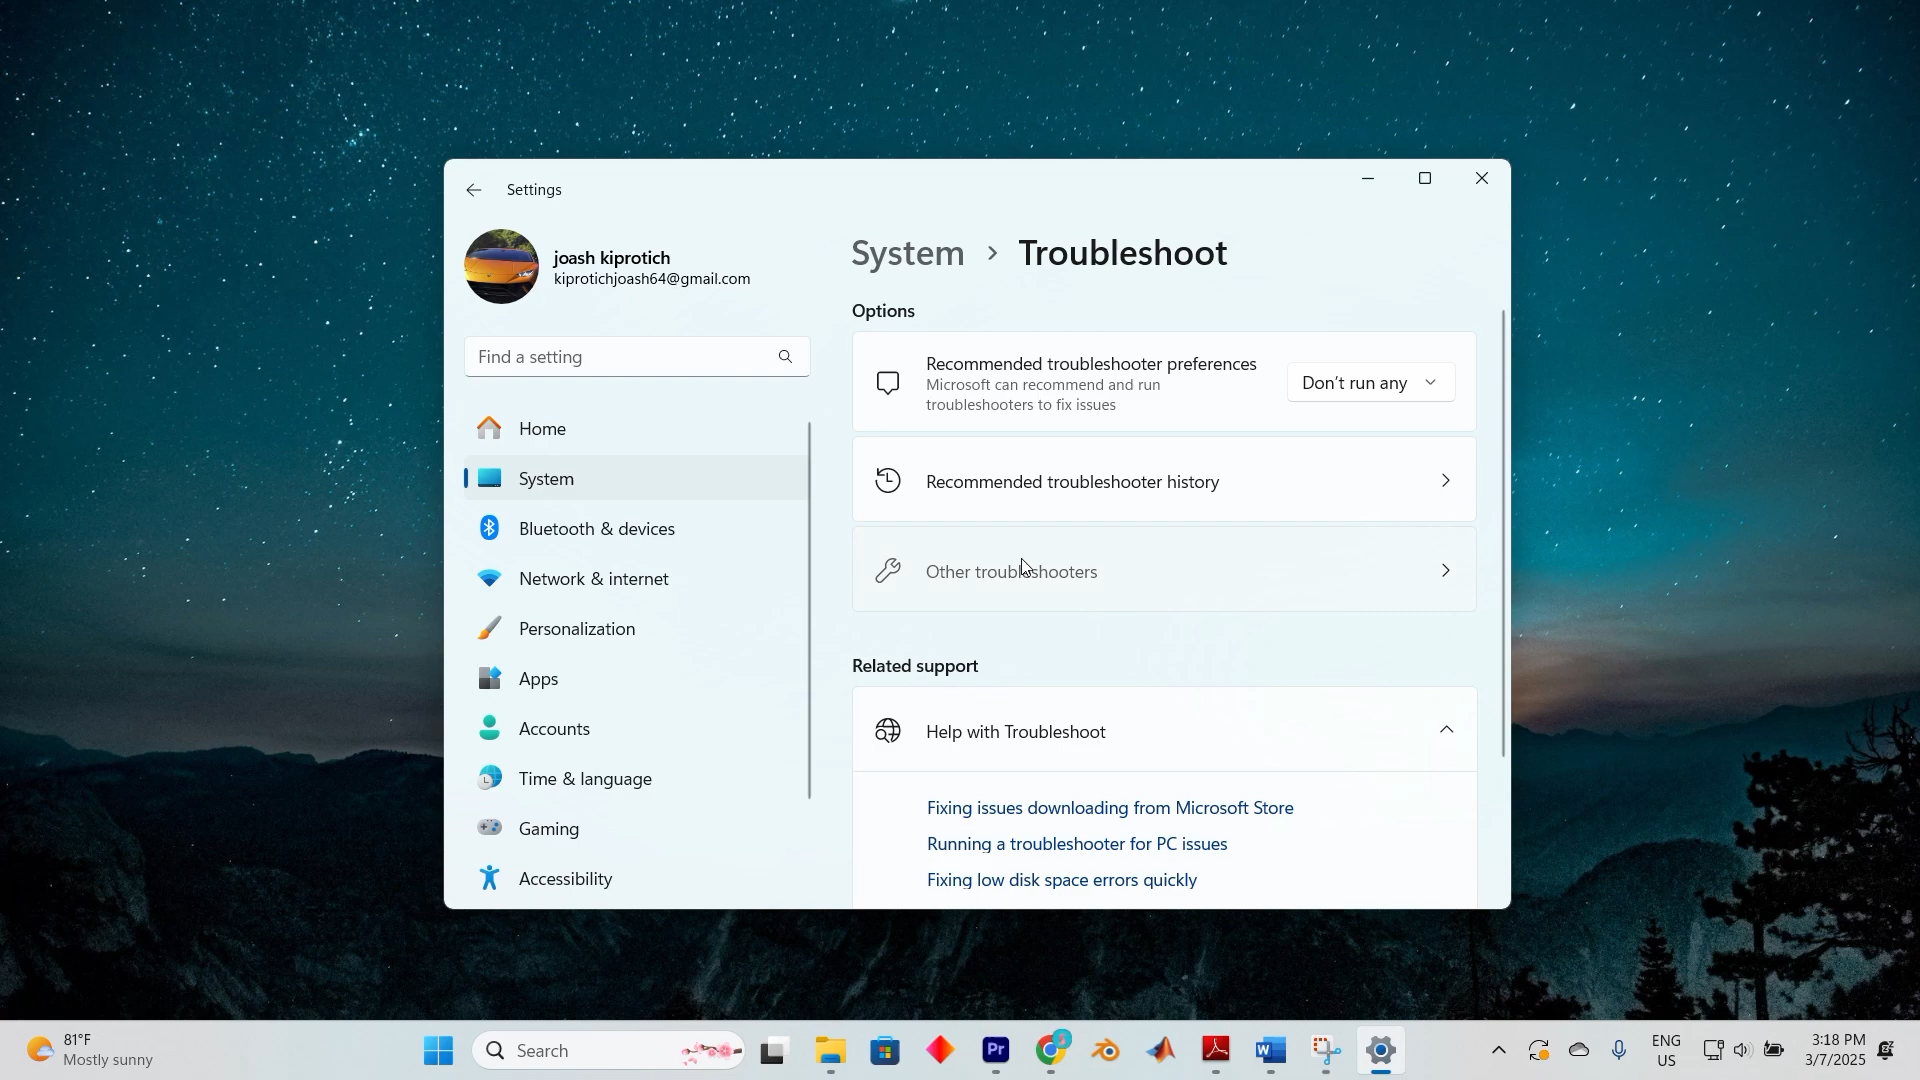 Settings
joash kiprotich
kiprotichjoash64@gmail.com
Find a setting
Home
System
Bluetooth & devices
Network & internet
Personalization
Apps
Accounts
Time & language
Gaming
Accessibility
System > Troubleshoot
Options
Recommended troubleshooter preferences
Microsoft can recommend and run
troubleshooters to fix issues
Don't run any
Recommended troubleshooter history
Other troubleshooters
Related support
Help with Troubleshoot
Fixing issues downloading from Microsoft Store
Running a troubleshooter for PC issues
Fixing low disk space errors quickly
81°F
Mostly sunny
Search
Pr
ENG
US
3:18 PM
3/7/2025